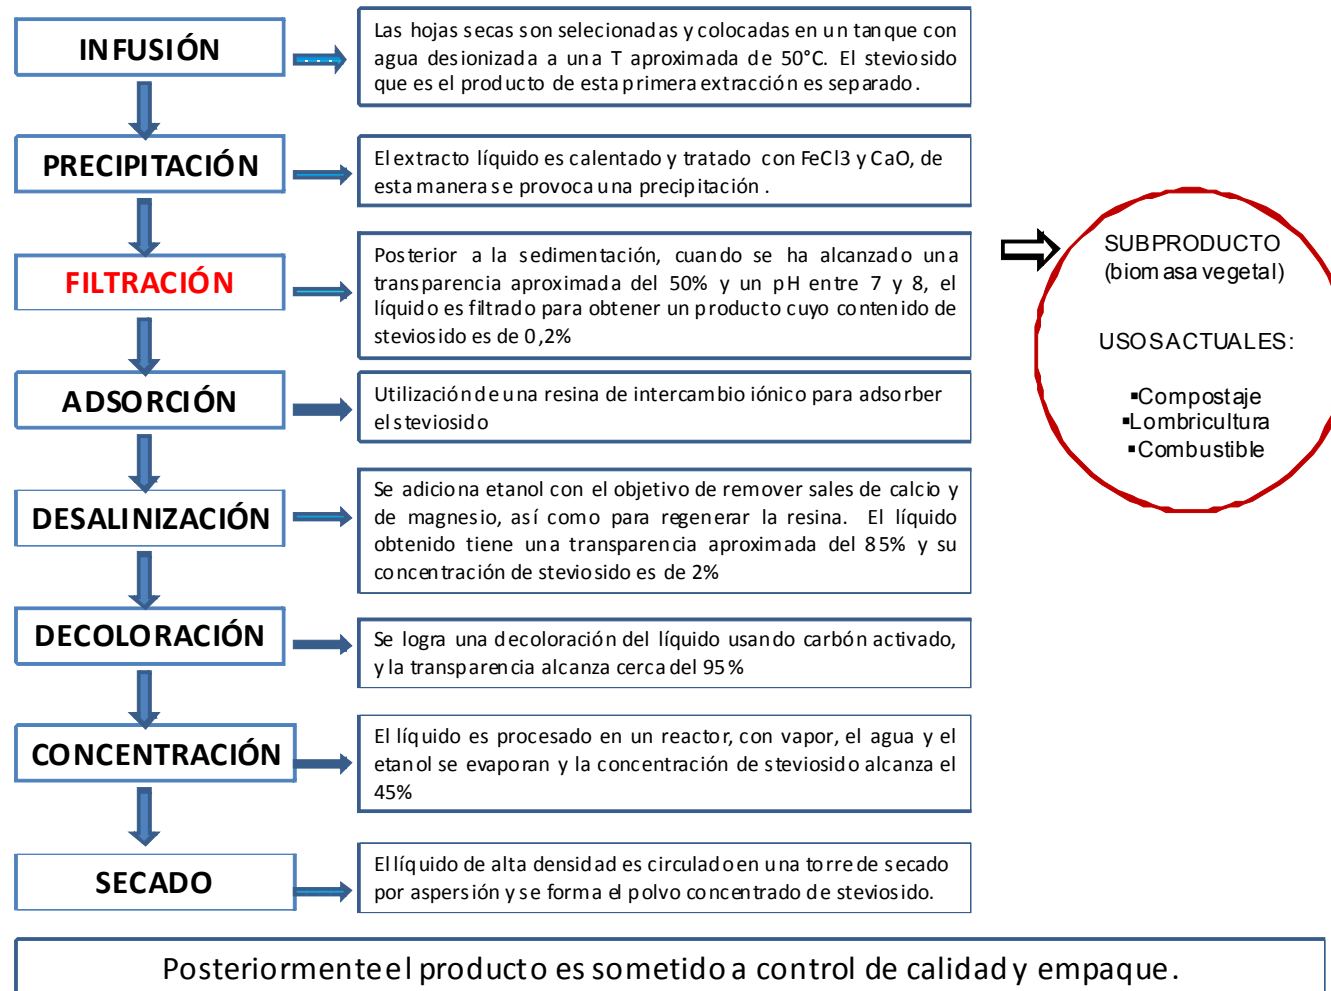 INFUSIÓN
Las hojas secas son seleccionadas y colocadas en un tanque con
agua desionizada a una T aproximada de 50°C. El steviosido
que es el producto de esta primera extracción es separado.
PRECIPITACIÓN
El extracto líquido es calentado y tratado con FeCl3 y CaO, de
esta manera se provoca una precipitación .
FILTRACIÓN
Posterior a la sedimentación, cuando se ha alcanzado una
transparencia aproximada del 50% y un pH entre 7 y 8, el
líquido es filtrado para obtener un producto cuyo contenido de
steviosido es de 0,2%
SUBPRODUCTO
(biomasa vegetal)
USOS ACTUALES:
▪Compostaje
▪Lombricultura
▪Combustible
ADSORCIÓN
Utilización de una resina de intercambio iónico para adsorber
el steviosido
DESALINIZACIÓN
Se adiciona etanol con el objetivo de remover sales de calcio y
de magnesio, así como para regenerar la resina. El líquido
obtenido tiene una transparencia aproximada del 85% y su
concentración de steviosido es de 2%
DECOLORACIÓN
Se logra una decoloración del líquido usando carbón activado,
y la transparencia alcanza cerca del 95%
CONCENTRACIÓN
El líquido es procesado en un reactor, con vapor, el agua y el
etanol se evaporan y la concentración de steviosido alcanza el
45%
SECADO
El líquido de alta densidad es circulado en una torre de secado
por aspersión y se forma el polvo concentrado de steviosido.
Posteriormente el producto es sometido a control de calidad y empaque.